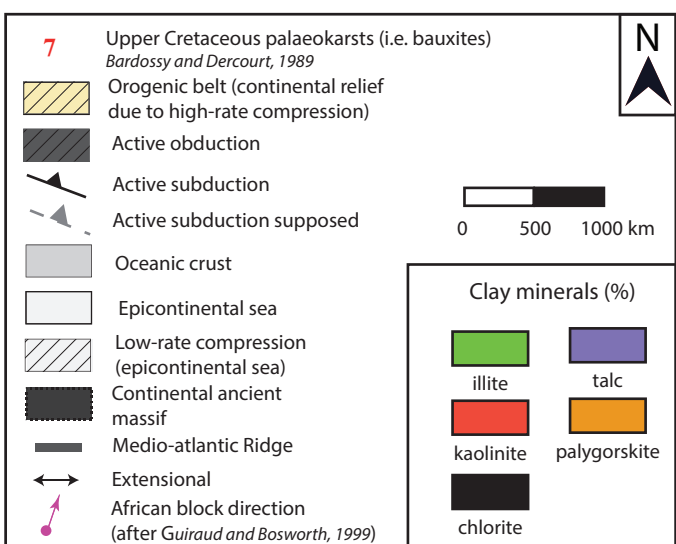 7 Upper Cretaceous palaeokarsts (i.e. bauxites)
Bardossy and Dercourt, 1989
Orogenic belt (continental relief
due to high-rate compression)
Active obduction
Active subduction
Active subduction supposed
Oceanic crust
Epicontinental sea
Low-rate compression
(epicontinental sea)
Continental ancient
massif
Medio-atlantic Ridge
Extensional
African block direction
(after Guiraud and Bosworth, 1999)
N
0 500 1000 km
Clay minerals (%)
illite talc
kaolinite palygorskite
chlorite